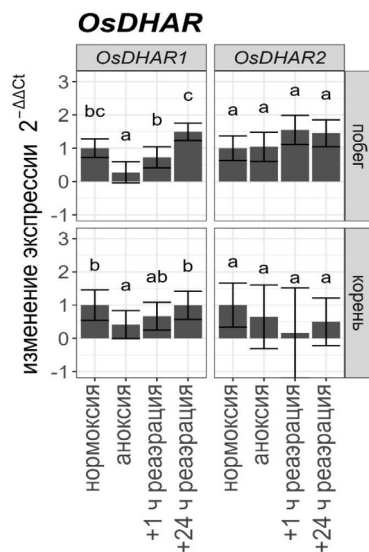 OsDHAR
OsDHAR1
OsDHAR2
изменение экспрессии 2^−ΔΔCt
3
2
1
0
-1
bc
a
b
c
a
a
a
a
побег
3
2
1
0
-1
b
a
ab
b
a
a
a
a
корень
нормоксия
аноксия
+1 ч реаэрация
+24 ч реаэрация
нормоксия
аноксия
+1 ч реаэрация
+24 ч реаэрация